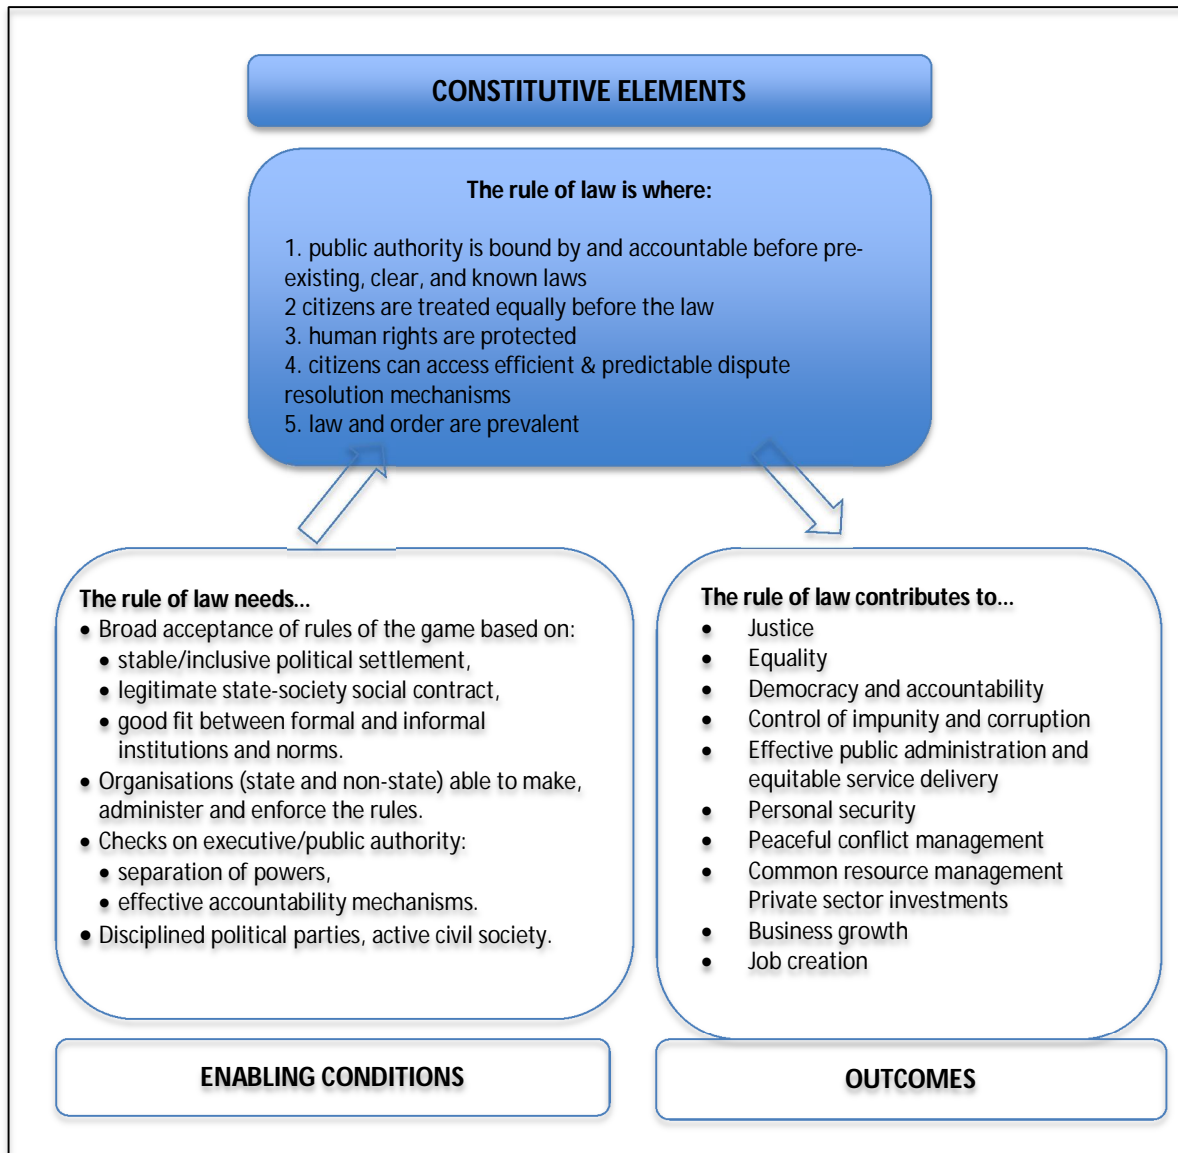 CONSTITUTIVE ELEMENTS
The rule of law is where:
1. public authority is bound by and accountable before pre-
existing, clear, and known laws
2 citizens are treated equally before the law
3. human rights are protected
4. citizens can access efficient & predictable dispute
resolution mechanisms
5. law and order are prevalent
The rule of law needs...
• Broad acceptance of rules of the game based on:
• stable/inclusive political settlement,
• legitimate state-society social contract,
• good fit between formal and informal
institutions and norms.
• Organisations (state and non-state) able to make,
administer and enforce the rules.
• Checks on executive/public authority:
• separation of powers,
• effective accountability mechanisms.
• Disciplined political parties, active civil society.
ENABLING CONDITIONS
The rule of law contributes to...
• Justice
• Equality
• Democracy and accountability
• Control of impunity and corruption
• Effective public administration and
equitable service delivery
• Personal security
• Peaceful conflict management
• Common resource management
Private sector investments
• Business growth
• Job creation
OUTCOMES